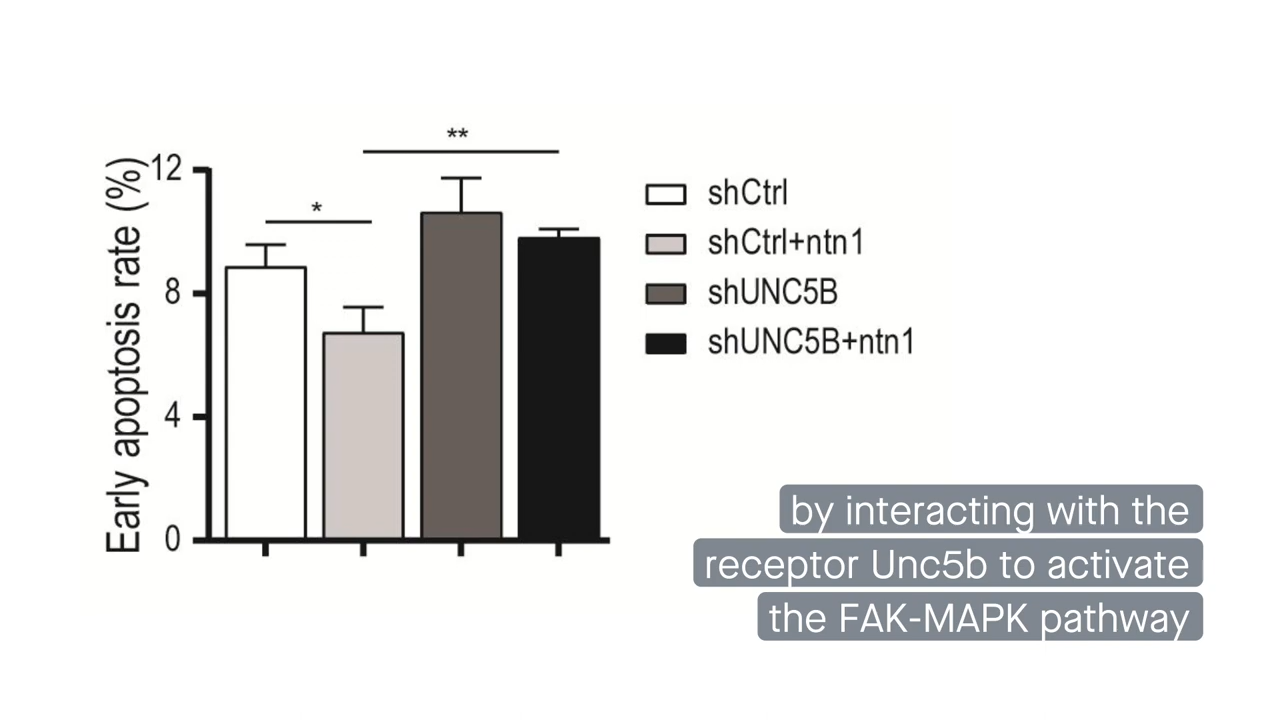 **
12
*
8
4
0
Early apoptosis rate (%)
shCtrl
shCtrl+ntn1
shUNC5B
shUNC5B+ntn1
by interacting with the
receptor Unc5b to activate
the FAK-MAPK pathway